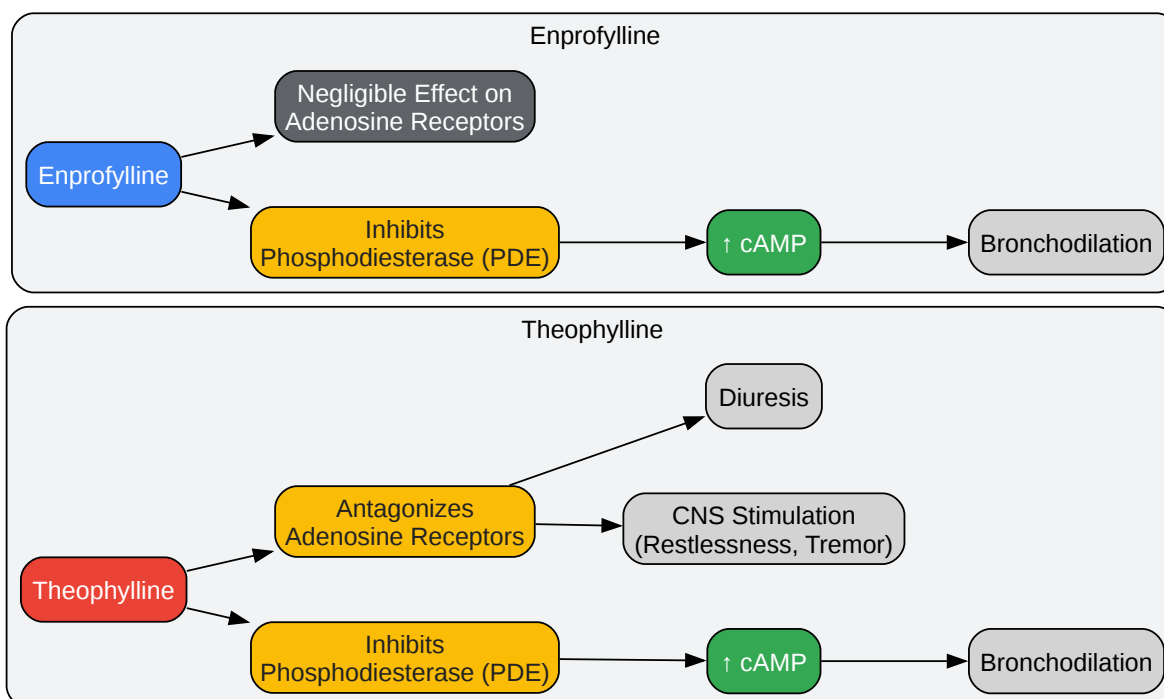 Enprofylline
Negligible Effect on
Adenosine Receptors
Enprofylline
Inhibits
Phosphodiesterase (PDE)
↑ cAMP
Bronchodilation
Theophylline
Diuresis
Antagonizes
Adenosine Receptors
CNS Stimulation
(Restlessness, Tremor)
Theophylline
Inhibits
Phosphodiesterase (PDE)
↑ cAMP
Bronchodilation